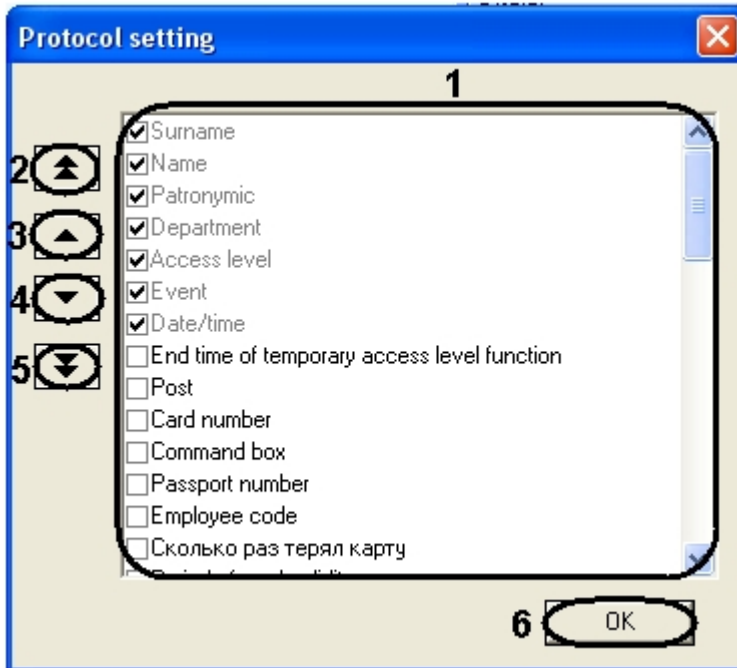 Protocol setting
1
Surname
2
Name
Patronymic
3
Department
Access level
4
Event
Date/time
5
End time of temporary access level function
Post
Card number
Command box
Passport number
Employee code
Сколько раз терял карту
6
OK